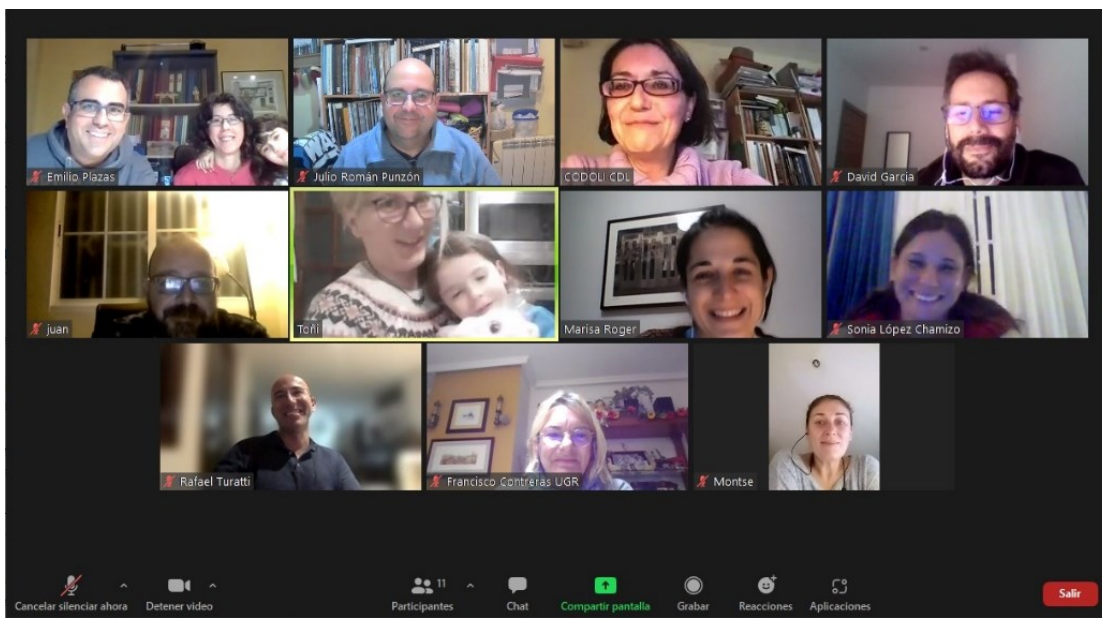 Emilio Plazas
Julio Román Punzón
CODOLI CDL
David Garcia
juan
Toñi
Marisa Roger
Sonia López Chamizo
Rafael Turatti
Francisco Contreras UGR
Montse
11
Cancelar silenciar ahora
Detener video
Participantes
Chat
Compartir pantalla
Grabar
Reacciones
Aplicaciones
Salir